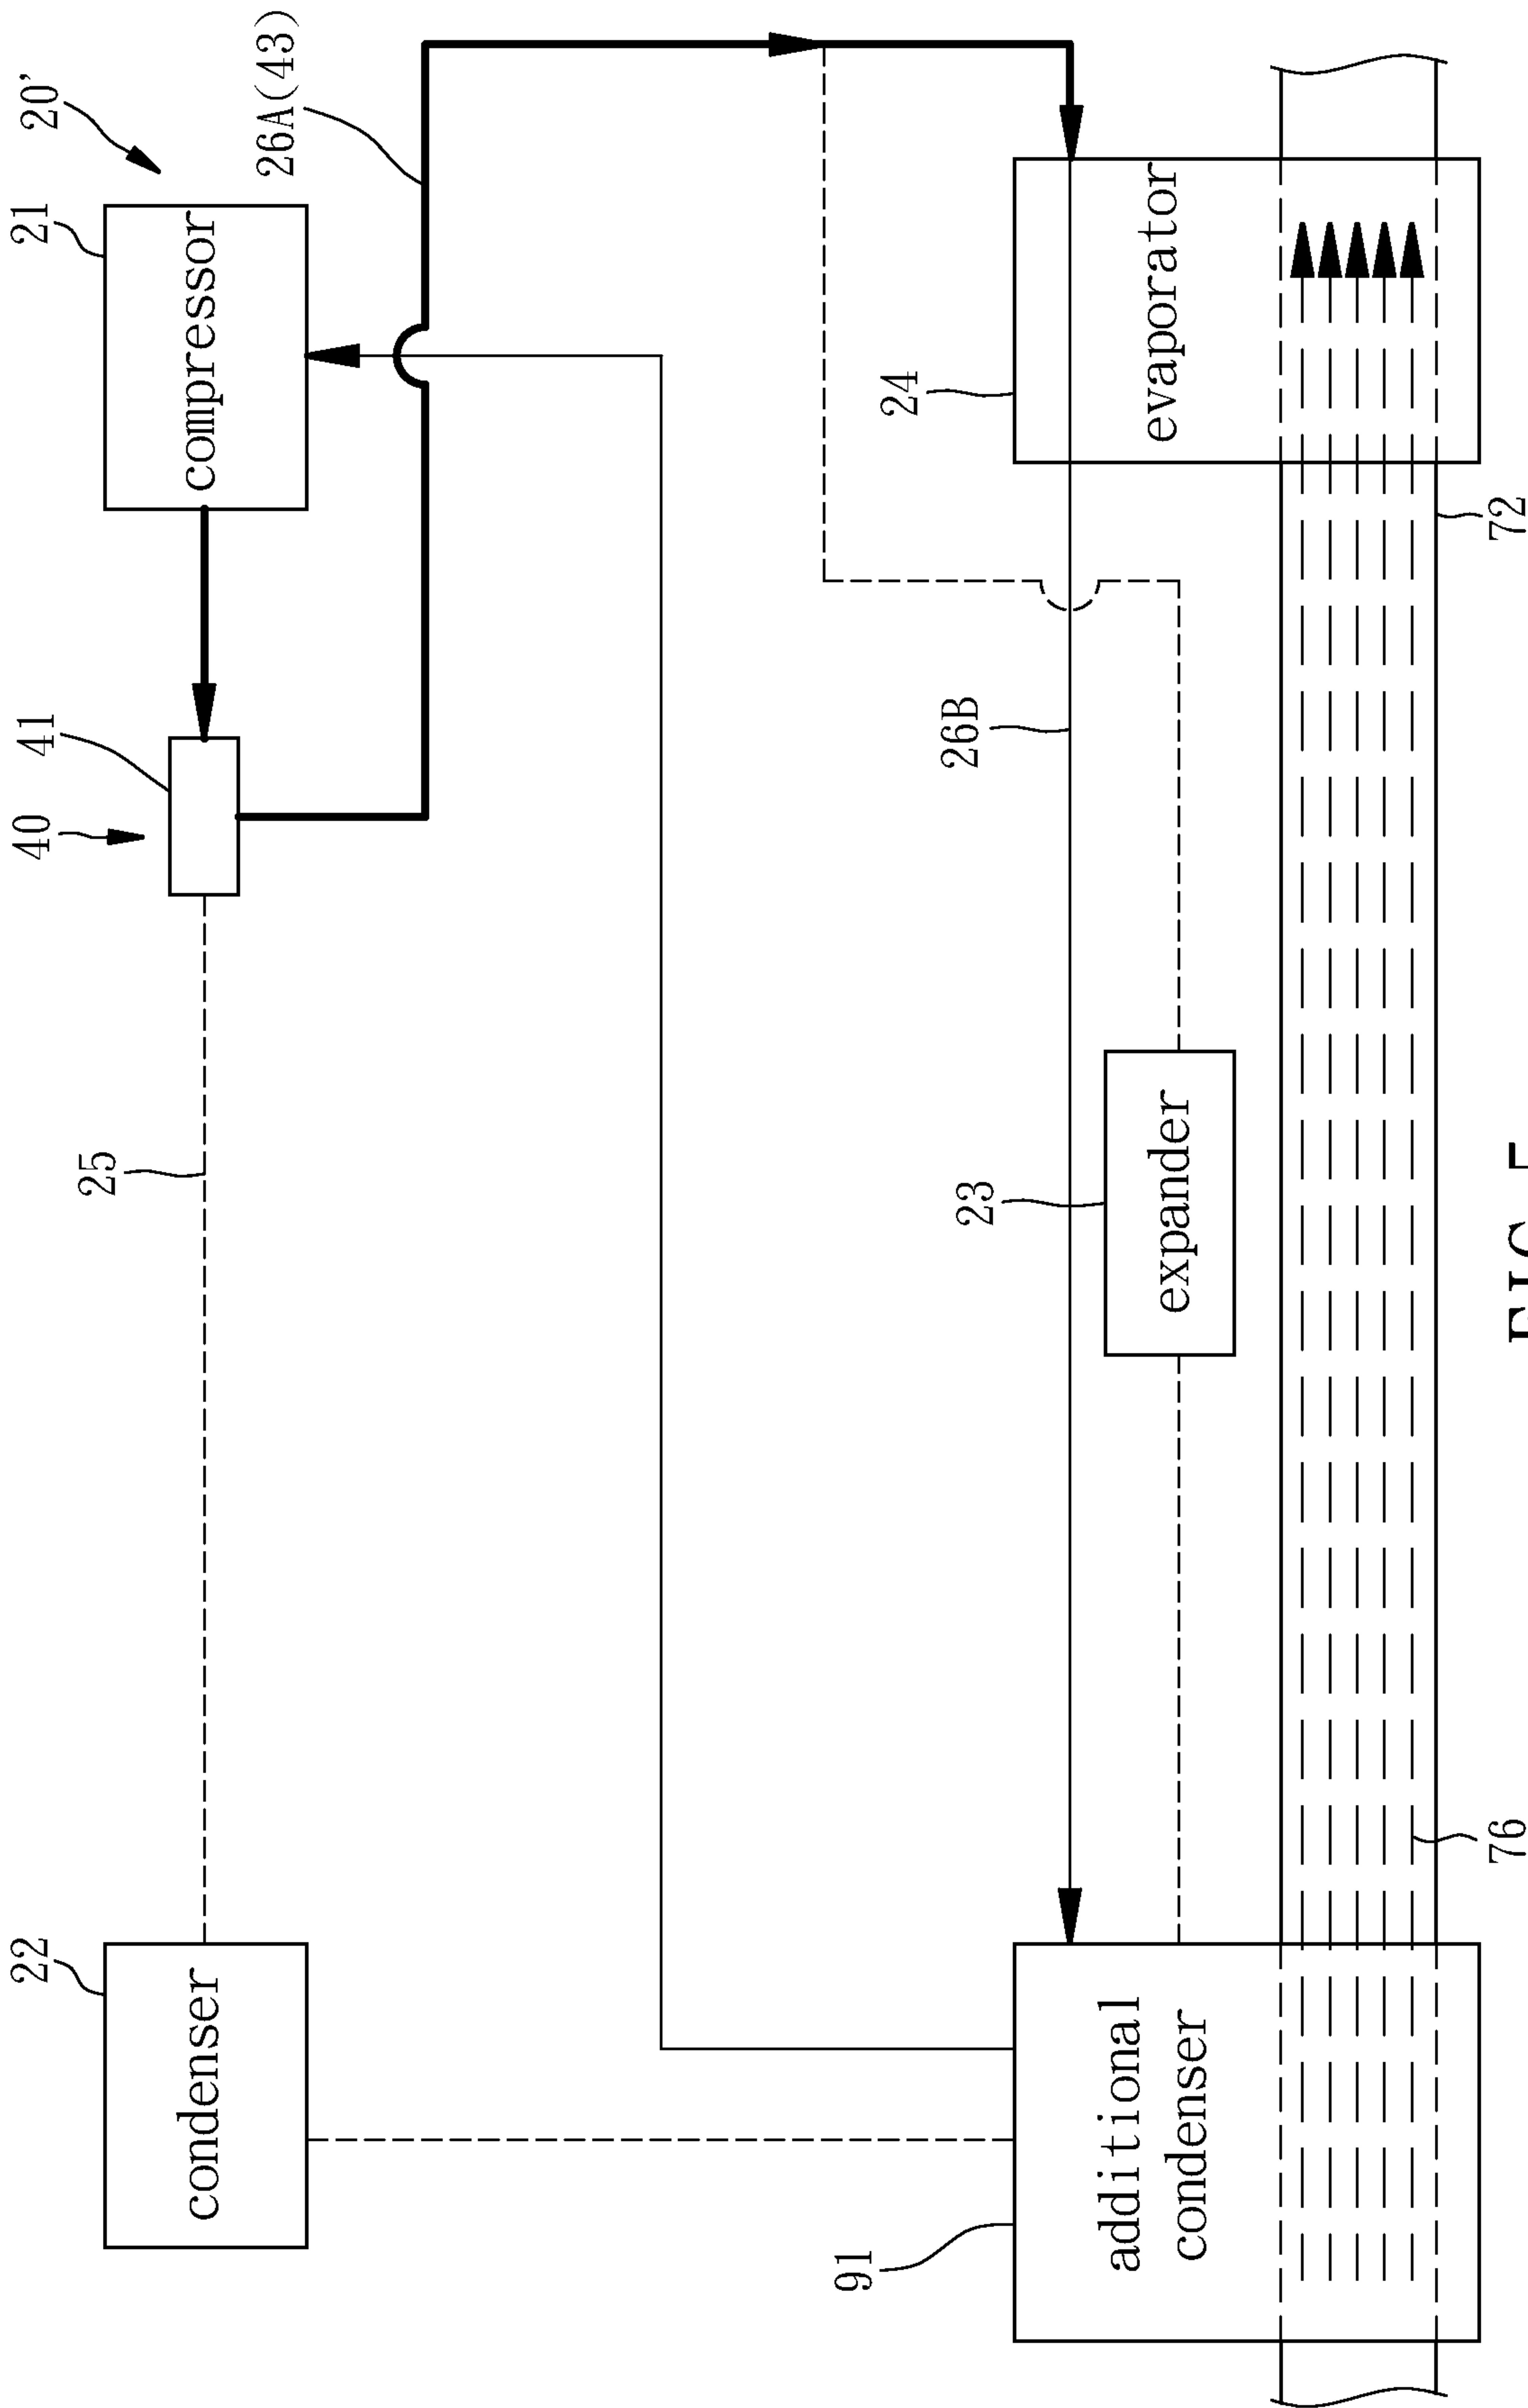 22
40
41
21
20'
25
condenser
compressor
26A(43)
91
24
26B
23
additional
condenser
expander
evaporator
76
72